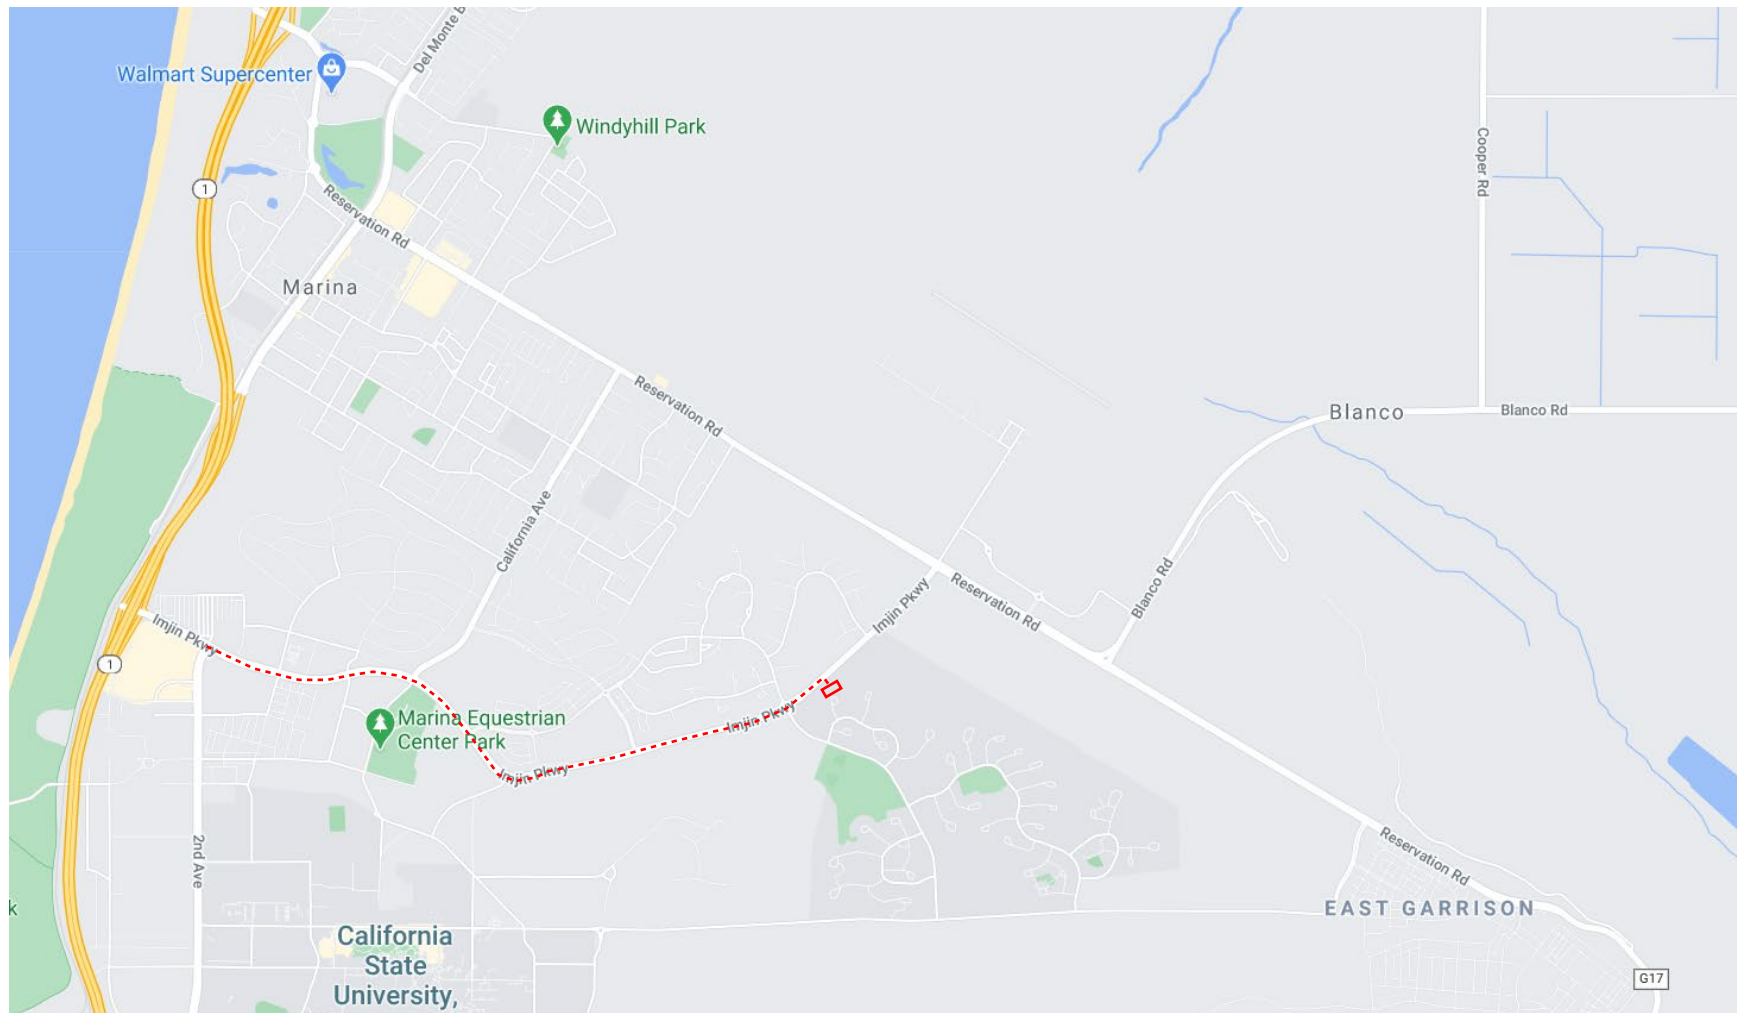 Del Monte B
Walmart Supercenter
Windyhill Park
Cooper Rd
1
Reservation Rd
Marina
Reservation Rd
Blanco
Blanco Rd
California Ave
Blanco Rd
Imjin Pkwy
Reservation Rd
Imjin Pkwy
1
Marina Equestrian
Center Park
Imjin Pkwy
Imjin Pkwy
2nd Ave
Reservation Rd
k
EAST GARRISON
California
State
University,
G17